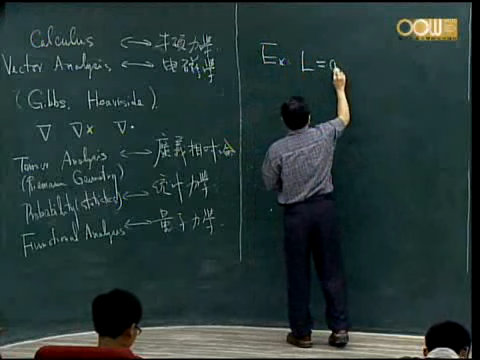 Calculus ↔ 牛頓力學
Vector Analysis ↔ 電磁學
(Gibbs, Heaviside)
∇ ∇× ∇·
Tensor Analysis ↔ 廣義相對論
(Riemann Geometry)
Probability (statistics) ↔ 統計力學
Functional Analysis ↔ 量子力學
Ex: L =
OCW